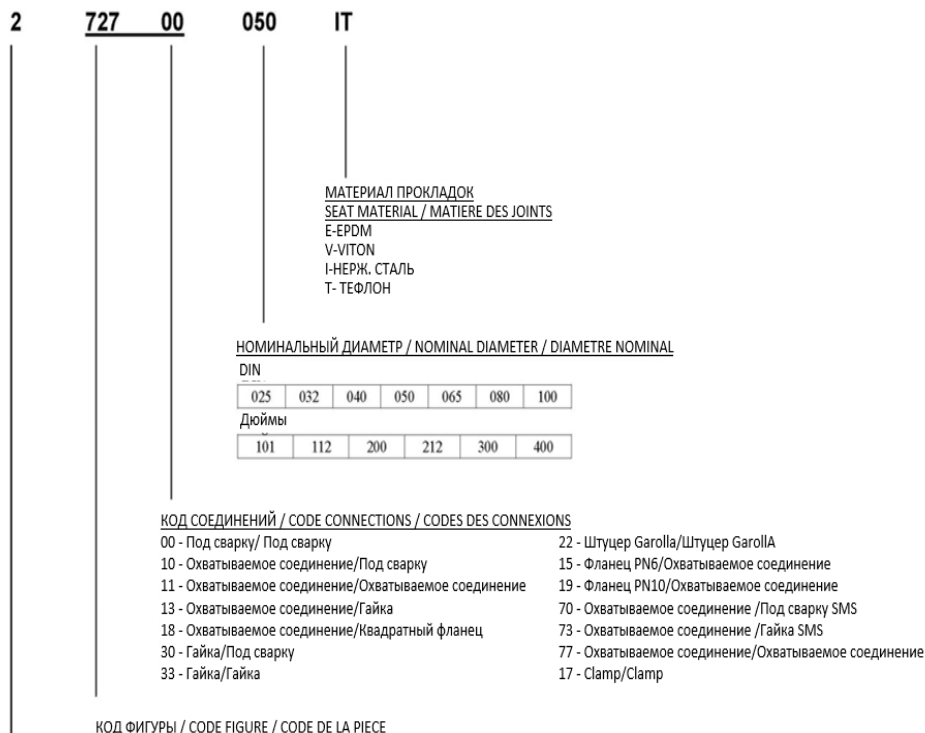 2 727 00 050 IT
МАТЕРИАЛ ПРОКЛАДОК
SEAT MATERIAL / MATIERE DES JOINTS
E-EPDM
V-VITON
I-НЕРЖ. СТАЛЬ
Т- ТЕФЛОН
НОМИНАЛЬНЫЙ ДИАМЕТР / NOMINAL DIAMETER / DIAMETRE NOMINAL
DIN
025 032 040 050 065 080 100
Дюймы
101 112 200 212 300 400
КОД СОЕДИНЕНИЙ / CODE CONNECTIONS / CODES DES CONNEXIONS
00 - Под сварку/ Под сварку
10 - Охватываемое соединение/Под сварку
11 - Охватываемое соединение/Охватываемое соединение
13 - Охватываемое соединение/Гайка
18 - Охватываемое соединение/Квадратный фланец
30 - Гайка/Под сварку
33 - Гайка/Гайка
22 - Штуцер Garolla/Штуцер GarollA
15 - Фланец PN6/Охватываемое соединение
19 - Фланец PN10/Охватываемое соединение
70 - Охватываемое соединение /Под сварку SMS
73 - Охватываемое соединение /Гайка SMS
77 - Охватываемое соединение/Охватываемое соединение
17 - Clamp/Clamp
КОД ФИГУРЫ / CODE FIGURE / CODE DE LA PIECE